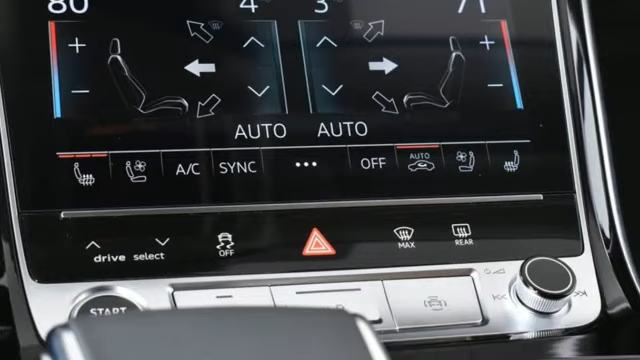 80 4 3 71
AUTO AUTO
A/C SYNC ••• OFF AUTO
drive select OFF MAX REAR
START